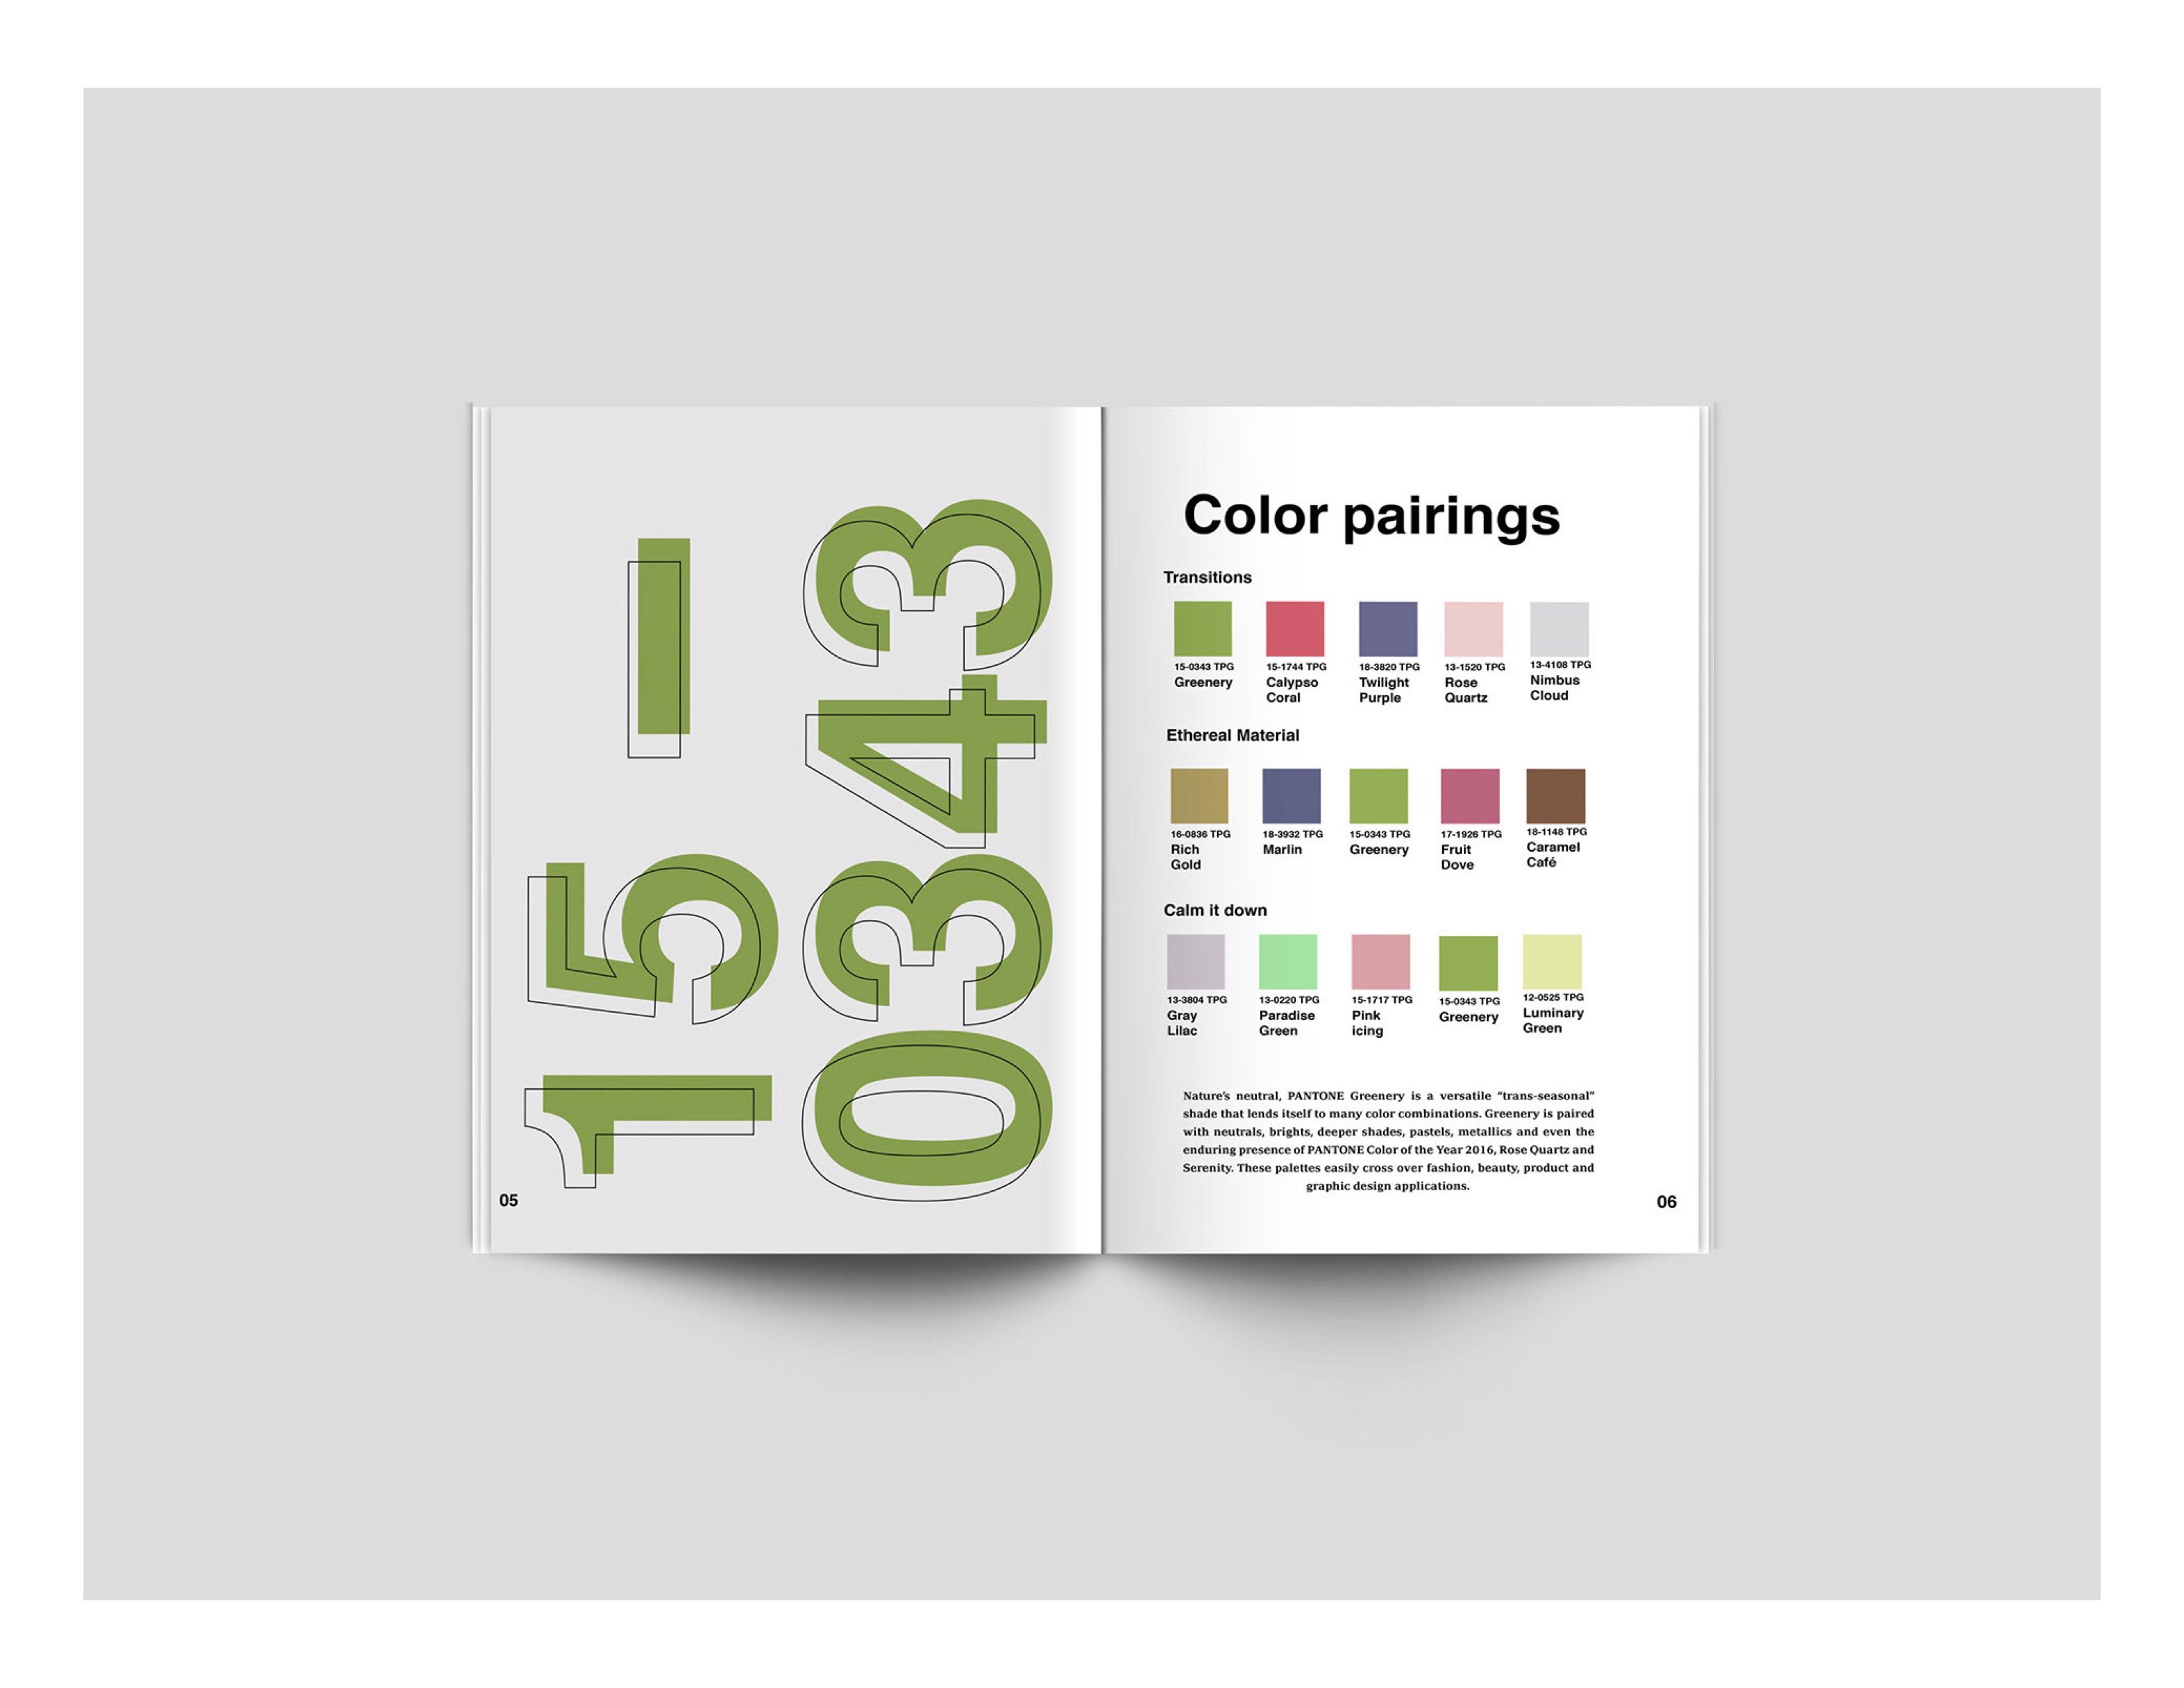 15-
0343
05
Color pairings
Transitions
15-0343 TPG
Greenery
15-1744 TPG
Calypso
Coral
18-3820 TPG
Twilight
Purple
13-1520 TPG
Rose
Quartz
13-4108 TPG
Nimbus
Cloud
Ethereal Material
16-0836 TPG
Rich
Gold
18-3932 TPG
Marlin
15-0343 TPG
Greenery
17-1926 TPG
Fruit
Dove
18-1148 TPG
Caramel
Café
Calm it down
13-3804 TPG
Gray
Lilac
13-0220 TPG
Paradise
Green
15-1717 TPG
Pink
icing
15-0343 TPG
Greenery
12-0525 TPG
Luminary
Green
Nature’s neutral, PANTONE Greenery is a versatile “trans-seasonal”
shade that lends itself to many color combinations. Greenery is paired
with neutrals, brights, deeper shades, pastels, metallics and even the
enduring presence of PANTONE Color of the Year 2016, Rose Quartz and
Serenity. These palettes easily cross over fashion, beauty, product and
graphic design applications.
06